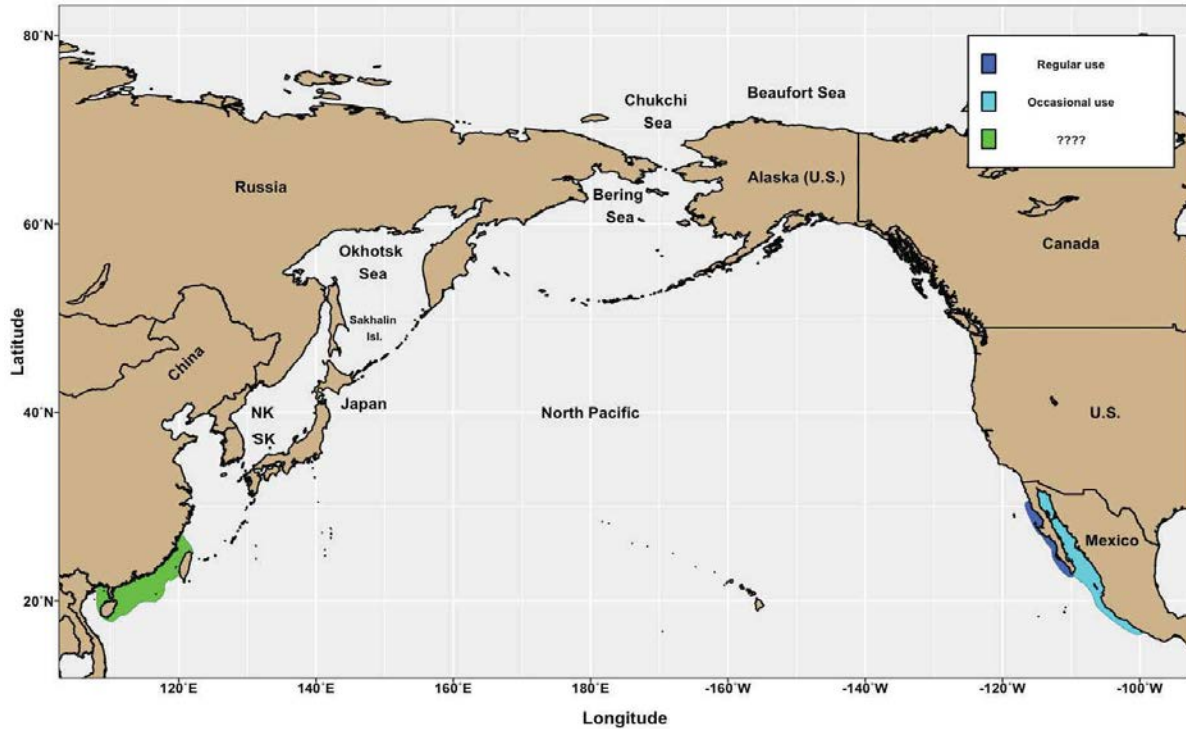 80°N
60°N
40°N
20°N
Latitude
Regular use
Occasional use
????
Beaufort Sea
Chukchi
Sea
Russia
Alaska (U.S.)
Bering
Sea
Canada
Okhotsk
Sea
Sakhalin
Isl.
China
Japan
NK
SK
North Pacific
U.S.
Mexico
120°E
140°E
160°E
-160°W
-140°W
-120°W
-100°W
Longitude